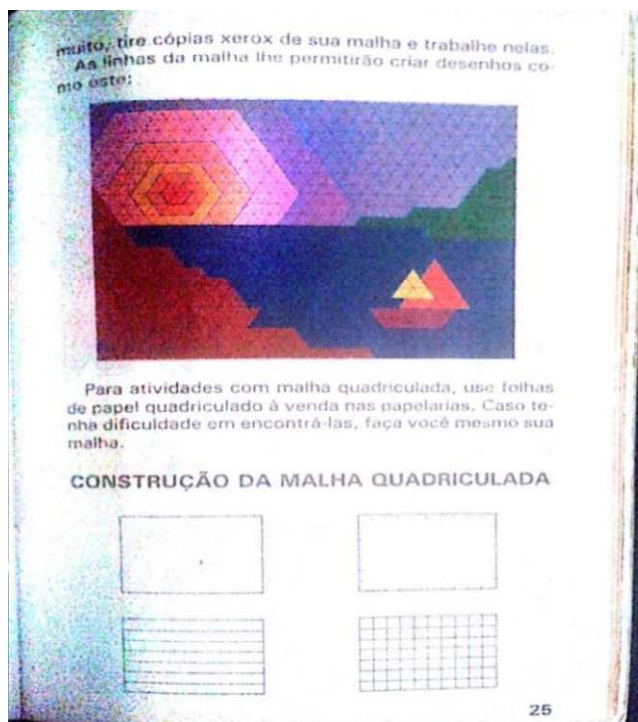 muito, tire cópias xerox de sua malha e trabalhe nelas.
As linhas da malha lhe permitirão criar desenhos co-
mo este:
Para atividades com malha quadriculada, use folhas
de papel quadriculado à venda nas papelarias. Caso te-
nha dificuldade em encontrá-las, faça você mesmo sua
malha.
CONSTRUÇÃO DA MALHA QUADRICULADA
25